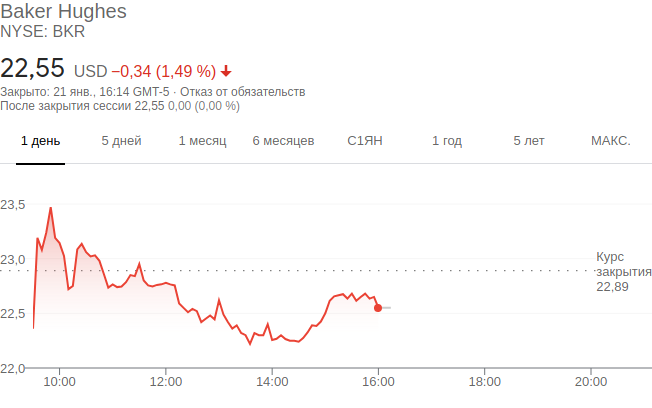 Baker Hughes
NYSE: BKR
22,55 USD −0,34 (1,49 %)
Закрыто: 21 янв., 16:14 GMT-5 · Отказ от обязательств
После закрытия сессии 22,55 0,00 (0,00 %)
1 день 5 дней 1 месяц 6 месяцев С1ЯН 1 год 5 лет МАКС.
23,5
23,0
Курс
закрытия
22,89
22,5
22,0
10:00 12:00 14:00 16:00 18:00 20:00